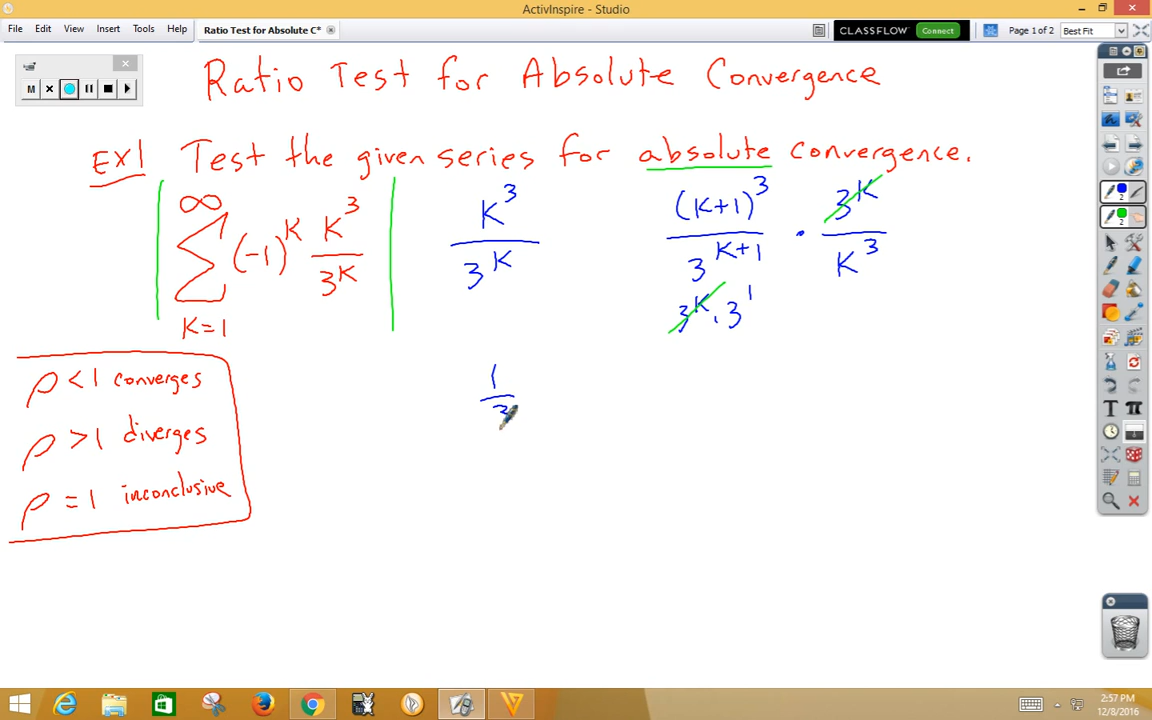 ActivInspire - Studio
File Edit View Insert Tools Help Ratio Test for Absolute C* CLASSFLOW Connect Page 1 of 2 Best Fit
M
Ratio Test for Absolute Convergence
EX1 Test the given series for absolute convergence.
∞ ∑ K=1 (-1)^K K^3/3^K
K^3/3^K
(K+1)^3/3^(K+1) · 3^K/K^3
3^K · 3^1
1/3
ρ < 1 converges
ρ > 1 diverges
ρ = 1 inconclusive
2
2
T π
2:57 PM
12/8/2016